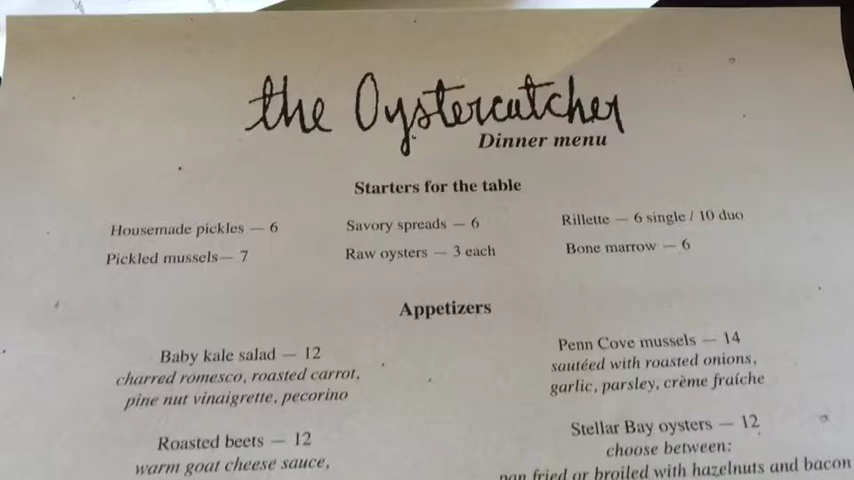 the Oystercatcher
Dinner menu
Starters for the table
Housemade pickles — 6
Savory spreads — 6
Rillette — 6 single / 10 duo
Pickled mussels— 7
Raw oysters — 3 each
Bone marrow — 6
Appetizers
Baby kale salad — 12
charred romesco, roasted carrot,
pine nut vinaigrette, pecorino
Penn Cove mussels — 14
sautéed with roasted onions,
garlic, parsley, crème fraíche
Roasted beets — 12
warm goat cheese sauce,
Stellar Bay oysters — 12
choose between:
pan fried or broiled with hazelnuts and bacon